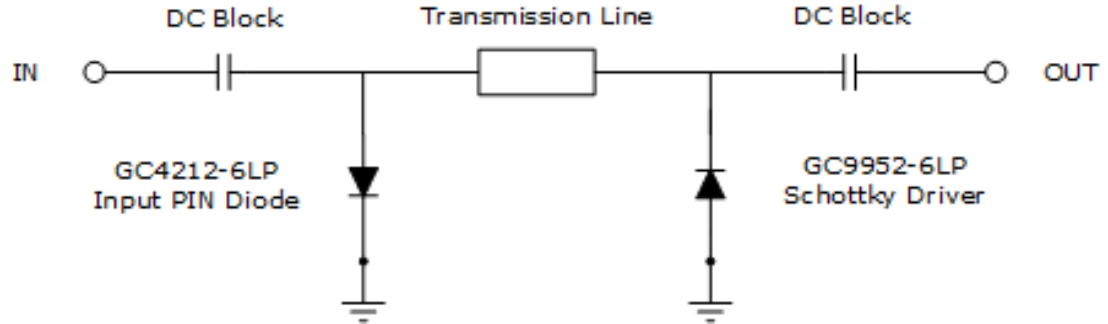 DC Block
Transmission Line
DC Block
IN
OUT
GC4212-6LP
Input PIN Diode
GC9952-6LP
Schottky Driver